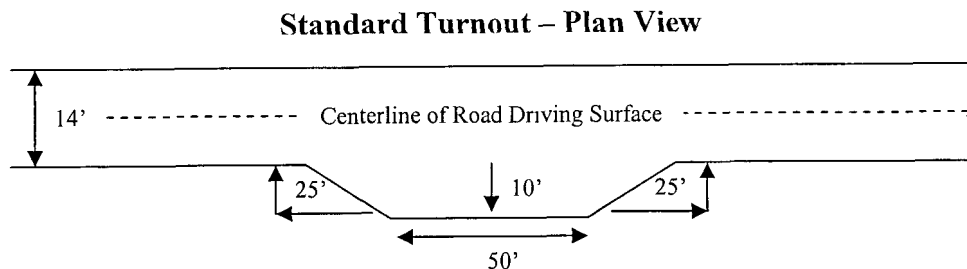 Standard Turnout – Plan View
14’
Centerline of Road Driving Surface
25’
10’
25’
50’